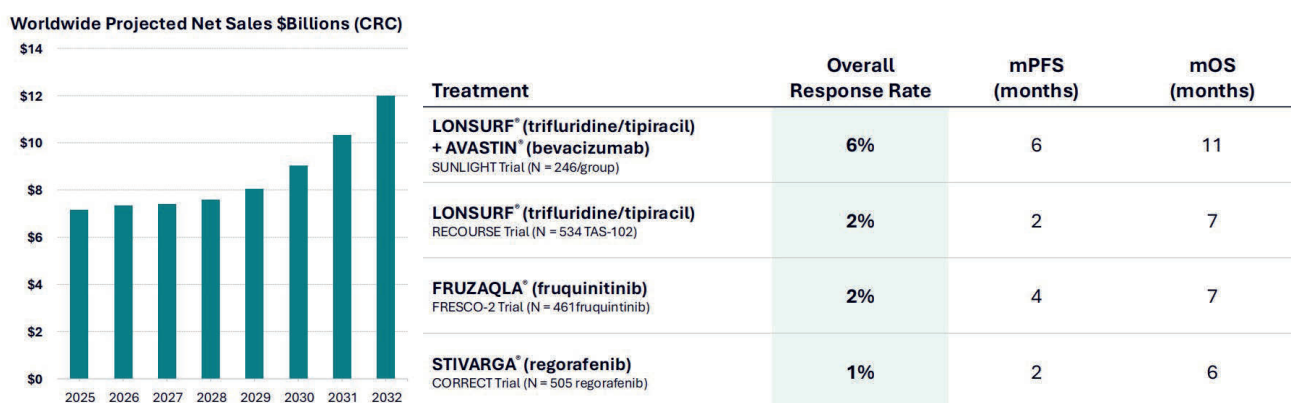 Worldwide Projected Net Sales $Billions (CRC)
$14
$12
$10
$8
$6
$4
$2
$0
2025 2026 2027 2028 2029 2030 2031 2032
Treatment Overall Response Rate mPFS (months) mOS (months)
LONSURF® (trifluridine/tipiracil)
+ AVASTIN® (bevacizumab)
SUNLIGHT Trial (N = 246/group)
6% 6 11
LONSURF® (trifluridine/tipiracil)
RECOURSE Trial (N = 534 TAS-102)
2% 2 7
FRUZAQLA® (fruquinitinib)
FRESCO-2 Trial (N = 461fruquintinib)
2% 4 7
STIVARGA® (regorafenib)
CORRECT Trial (N = 505 regorafenib)
1% 2 6